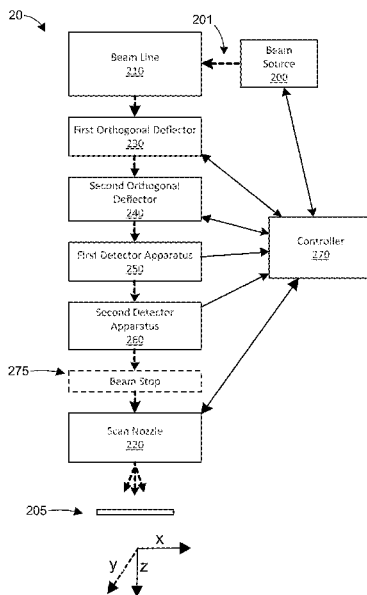 20
201
Beam Line
210
Beam
Source
200
First Orthogonal Deflector
230
Second Orthogonal
Deflector
240
First Detector Apparatus
250
Controller
270
Second Detector
Apparatus
260
275
Beam Stop
Scan Nozzle
220
205
x
y
z